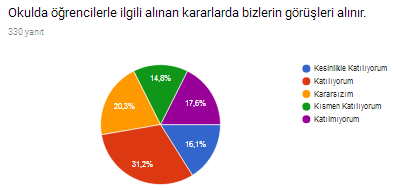 Okulda öğrencilerle ilgili alınan kararlarda bizlerin görüşleri alınır.
330 yanıt
Kesinlikle Katılıyorum
Katılıyorum
Kararsızım
Kısmen Katılıyorum
Katılmıyorum
14,8%
17,6%
20,3%
16,1%
31,2%